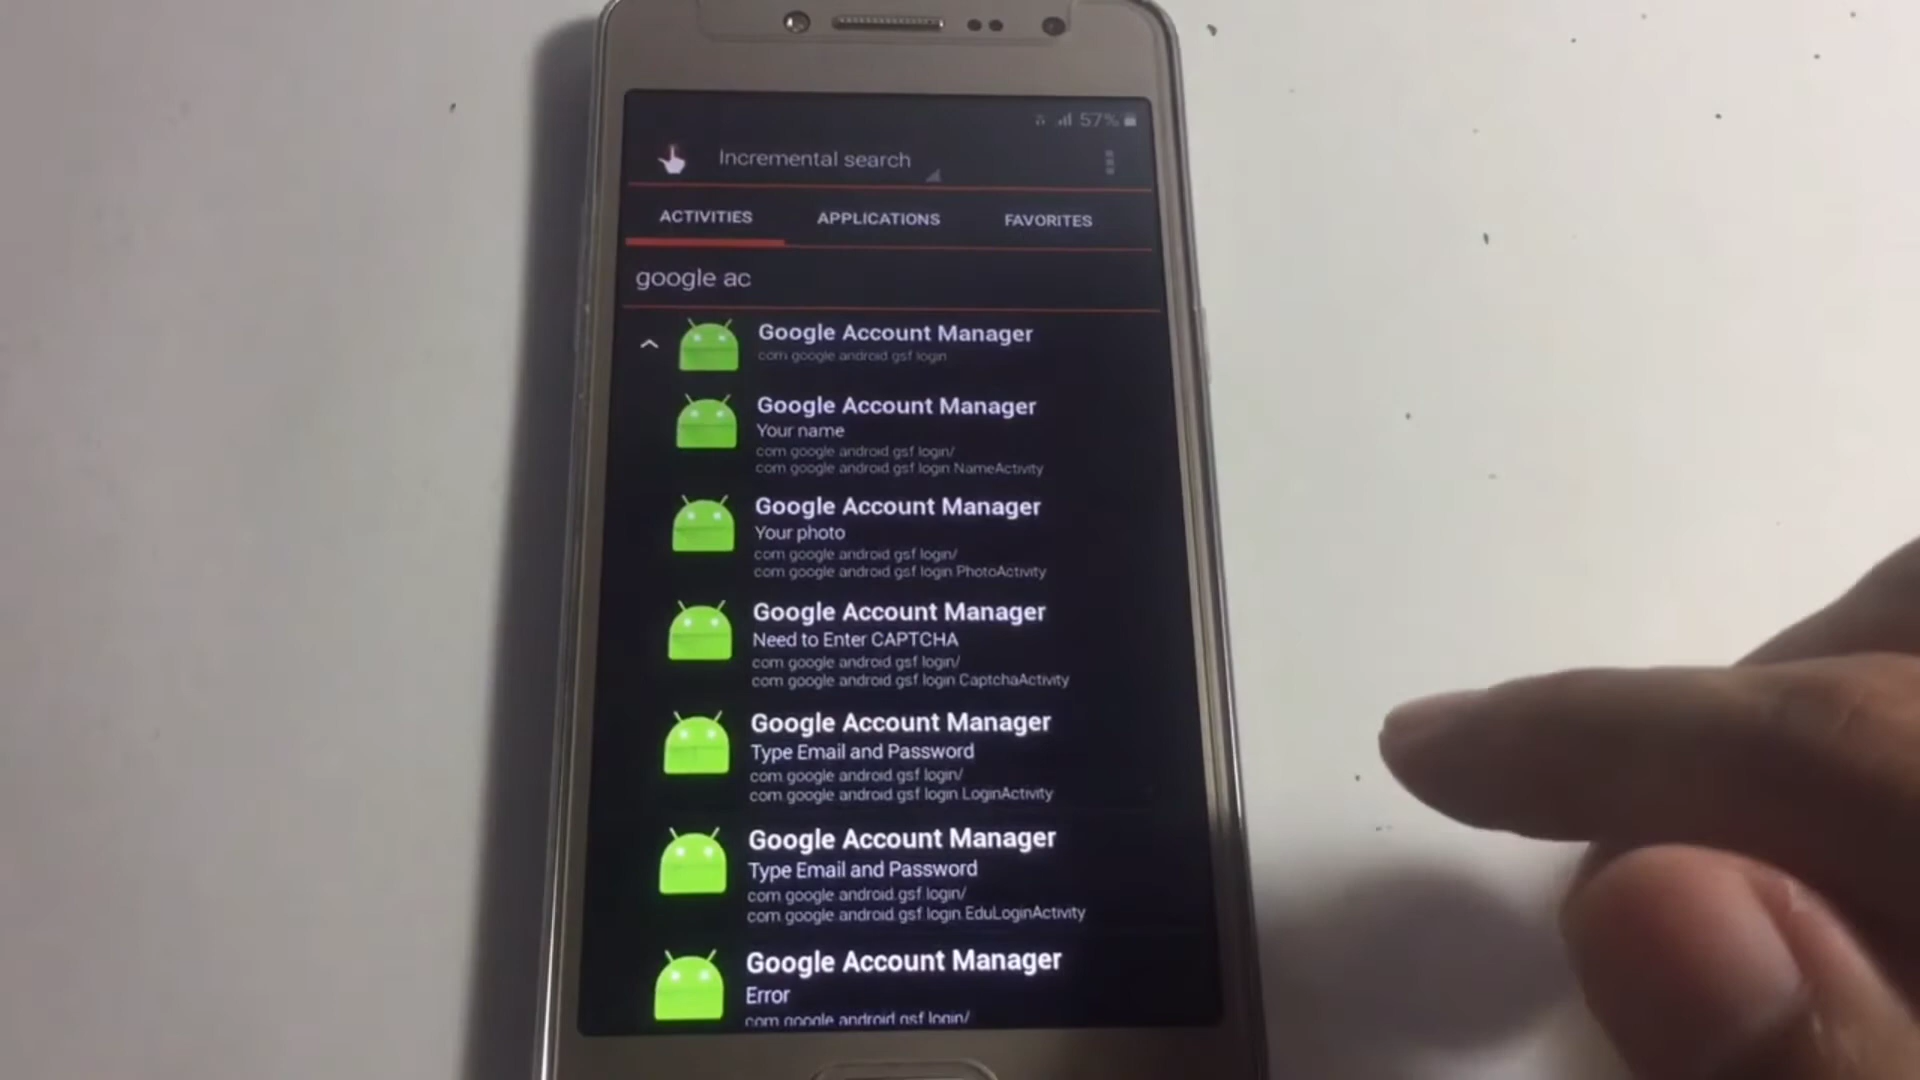 57%
Incremental search
ACTIVITIES APPLICATIONS FAVORITES
google ac
Google Account Manager
com google android gsf login
Google Account Manager
Your name
com google android gsf login/
com google android gsf login NameActivity
Google Account Manager
Your photo
com google android gsf login/
com google android gsf login PhotoActivity
Google Account Manager
Need to Enter CAPTCHA
com google android gsf login/
com google android gsf login CaptchaActivity
Google Account Manager
Type Email and Password
com google android gsf login/
com google android gsf login LoginActivity
Google Account Manager
Type Email and Password
com google android gsf login/
com google android gsf login EduLoginActivity
Google Account Manager
Error
com google android gsf login/